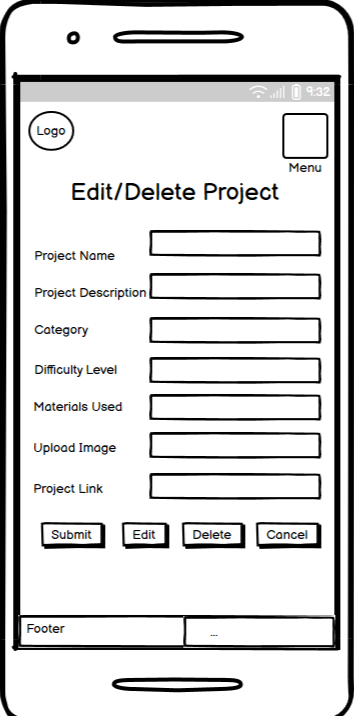 9:32
Logo
Menu
Edit/Delete Project
Project Name
Project Description
Category
Difficulty Level
Materials Used
Upload Image
Project Link
Submit Edit Delete Cancel
Footer ...